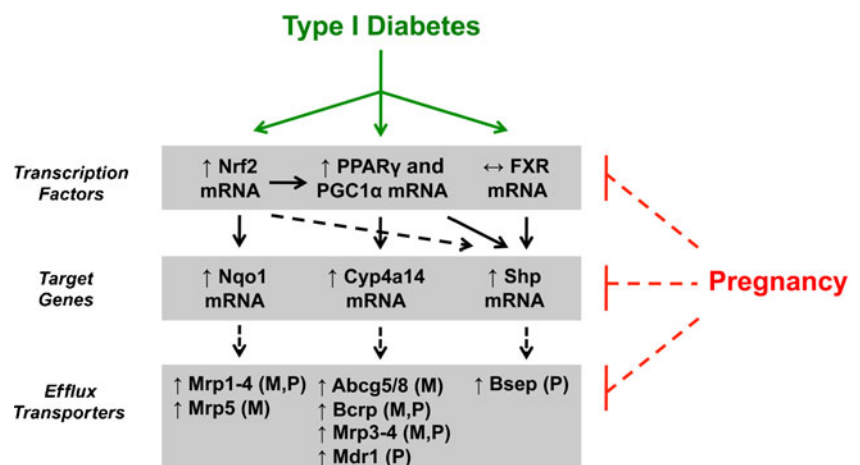 Type I Diabetes
Transcription
Factors
↑ Nrf2
mRNA
↑ PPARγ and
PGC1α mRNA
↔ FXR
mRNA
Target
Genes
↑ Nqo1
mRNA
↑ Cyp4a14
mRNA
↑ Shp
mRNA
Pregnancy
Efflux
Transporters
↑ Mrp1-4 (M,P)
↑ Mrp5 (M)
↑ Abcg5/8 (M)
↑ Bcrp (M,P)
↑ Mrp3-4 (M,P)
↑ Mdr1 (P)
↑ Bsep (P)